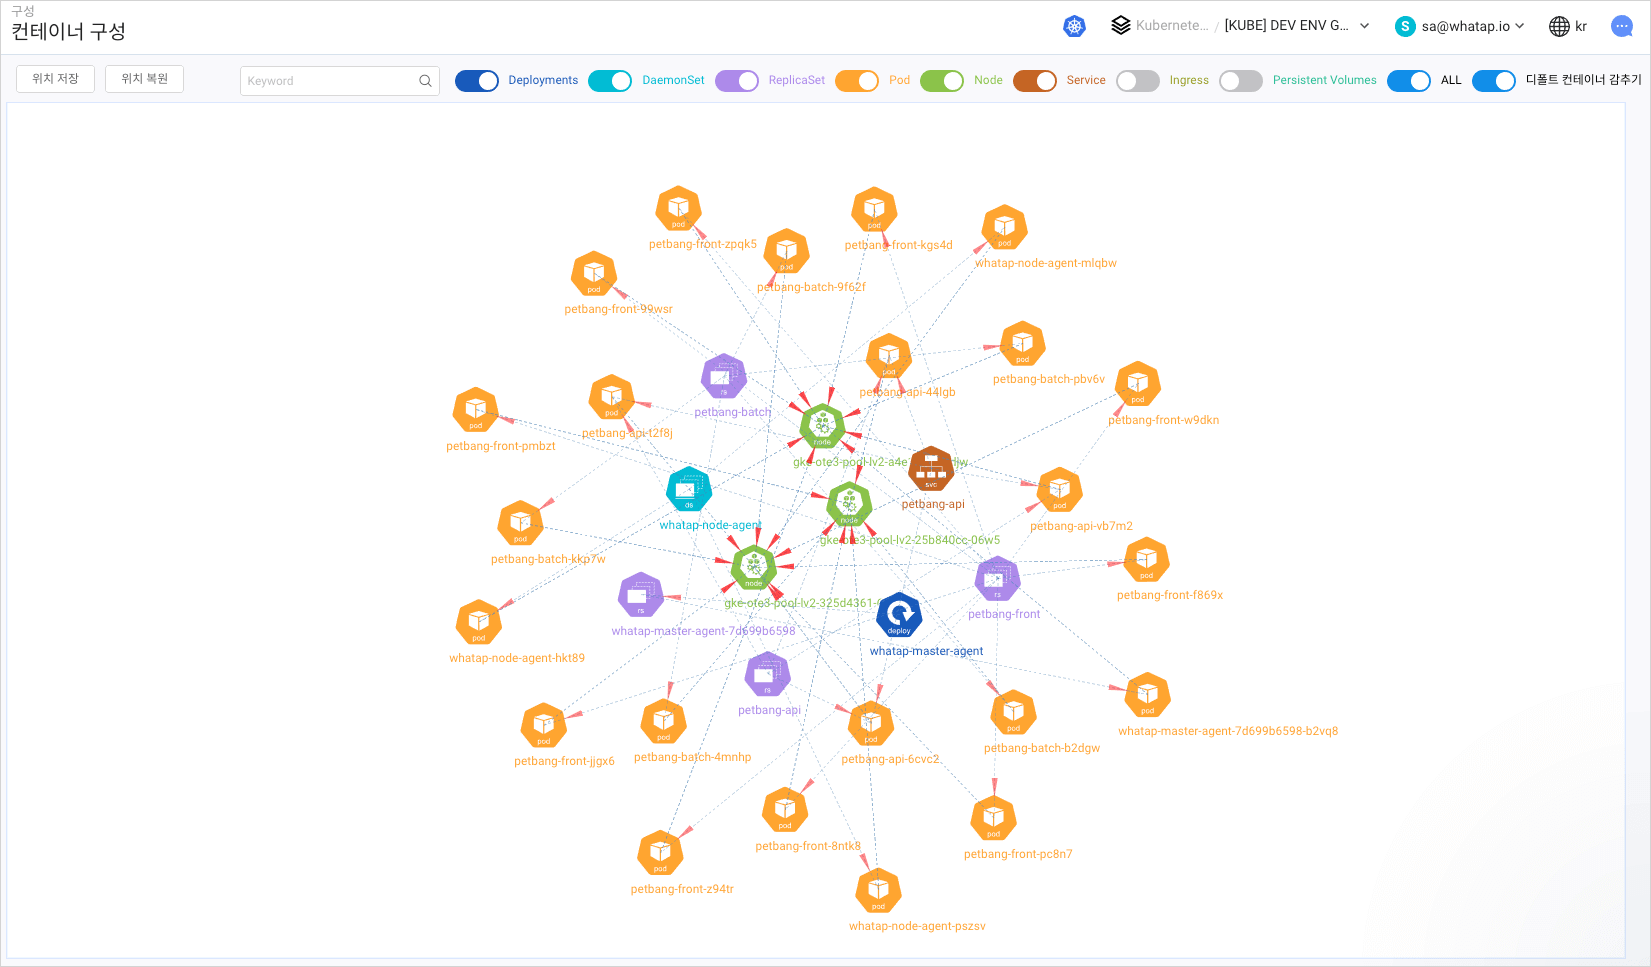 구성
컨테이너 구성
Kubernete... / [KUBE] DEV ENV G...
S sa@whatap.io
kr
위치 저장
위치 복원
Keyword
Deployments
DaemonSet
ReplicaSet
Pod
Node
Service
Ingress
Persistent Volumes
ALL
디폴트 컨테이너 감추기
pod
petbang-front-zpqk5
pod
petbang-front-kgs4d
pod
whatap-node-agent-mlqbw
pod
petbang-batch-9f62f
pod
petbang-front-99wsr
pod
petbang-api-44lgb
pod
petbang-batch-pbv6v
rs
petbang-batch
pod
petbang-front-w9dkn
pod
petbang-api-t2f8j
pod
petbang-front-pmbzt
node
gke-ote3-pool-lv2-a4e
svc
petbang-api
ds
whatap-node-agent
node
gke-ote3-pool-lv2-25b840cc-06w5
pod
petbang-api-vb7m2
pod
petbang-batch-kkp7w
node
gke-ote3-pool-lv2-325d4361-
rs
petbang-front
pod
petbang-front-f869x
rs
whatap-master-agent-7d699b6598
deploy
whatap-master-agent
pod
whatap-node-agent-hkt89
rs
petbang-api
pod
petbang-front-jjgx6
pod
petbang-batch-4mnhp
pod
petbang-api-6cvc2
pod
petbang-batch-b2dgw
pod
whatap-master-agent-7d699b6598-b2vq8
pod
petbang-front-8ntk8
pod
petbang-front-pc8n7
pod
petbang-front-z94tr
pod
whatap-node-agent-pszsv